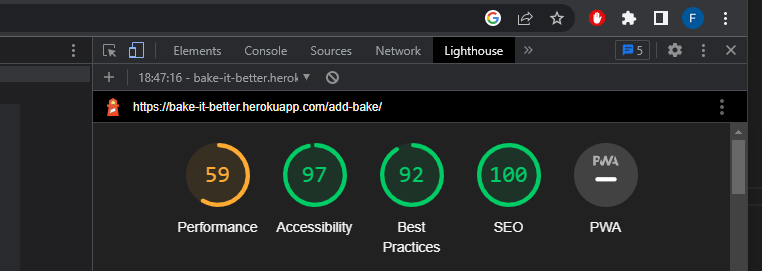 F
Elements Console Sources Network Lighthouse » 5
18:47:16 - bake-it-better.herok
https://bake-it-better.herokuapp.com/add-bake/
59 97 92 100 PWA
Performance Accessibility Best Practices SEO PWA